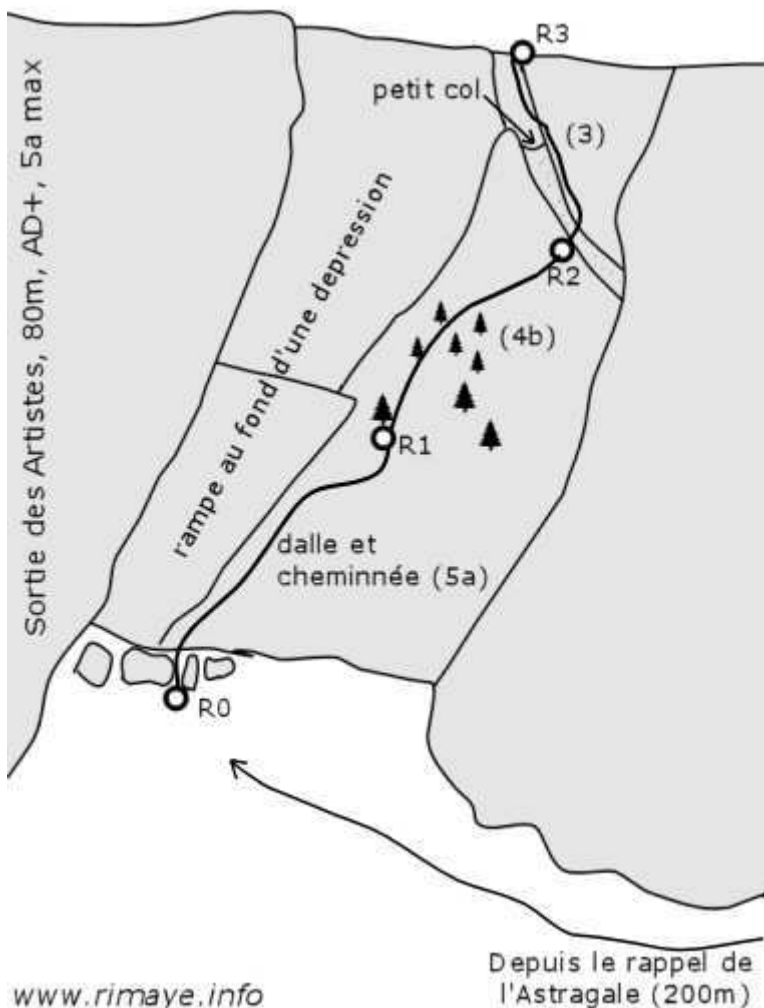 Sortie des Artistes, 80m, AD+, 5a max
R3
petit col
(3)
rampe au fond d'une depression
R2
(4b)
R1
dalle et
cheminnée (5a)
R0
Depuis le rappel de
l'Astragale (200m)
www.rimaye.info